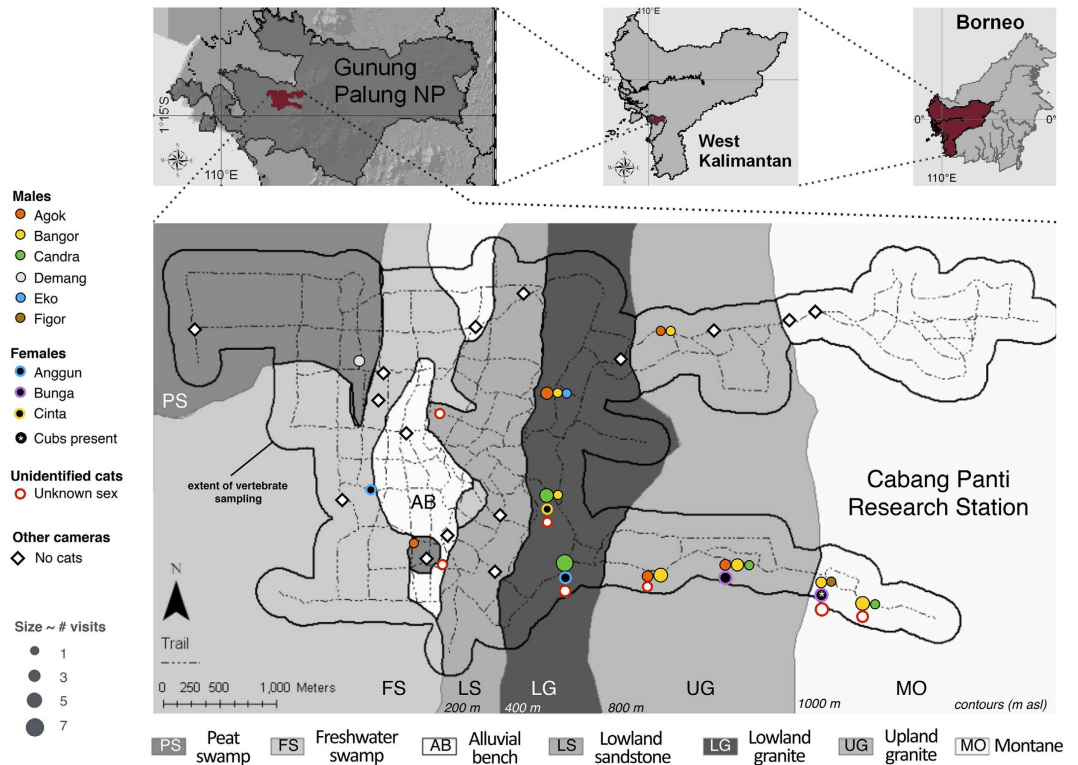 Gunung
Palung NP
1°15'S
110°E
N
S
W
E
110°E
0°
West
Kalimantan
Borneo
0°
0°
110°E
Males
Agok
Bangor
Candra
Demang
Eko
Figor
Females
Anggun
Bunga
Cinta
Cubs present
Unidentified cats
Unknown sex
Other cameras
No cats
N
Trail
Size ~ # visits
1
3
5
7
PS
extent of vertebrate
sampling
AB
Cabang Panti
Research Station
0 250 500 1,000 Meters
FS
LS
LG
UG
MO
200 m
400 m
800 m
1000 m
contours (m asl)
PS Peat
swamp
FS Freshwater
swamp
AB Alluvial
bench
LS Lowland
sandstone
LG Lowland
granite
UG Upland
granite
MO Montane